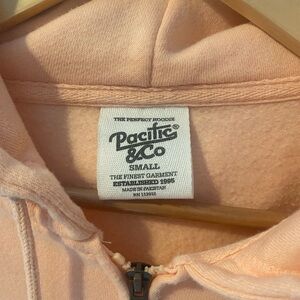 THE PERFECT HOODIE
Pacific®
& Co
SMALL
THE FINEST GARMENT
ESTABLISHED 1995
MADE IN PAKISTAN